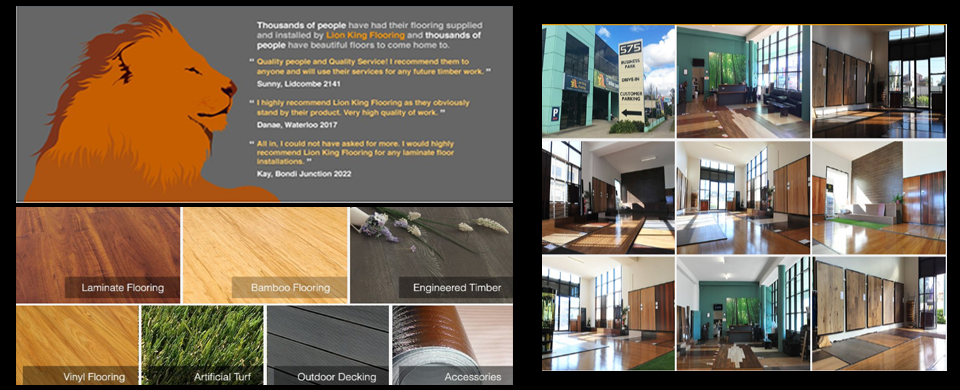 Thousands of people have had their flooring supplied
and installed by Lion King Flooring and thousands of
people have beautiful floors to come home to.
“ Quality people and Quality Service! I recommend them to
anyone and will use their services for any future timber work. ”
Sunny, Lidcombe 2141
“ I highly recommend Lion King Flooring as they obviously
stand by their product. Very high quality of work. ”
Danae, Waterloo 2017
“ All in, I could not have asked for more. I would highly
recommend Lion King Flooring for any laminate floor
installations. ”
Kay, Bondi Junction 2022
Laminate Flooring
Bamboo Flooring
Engineered Timber
Vinyl Flooring
Artificial Turf
Outdoor Decking
Accessories
575
BUSINESS
PARK
DRIVE-IN
CUSTOMER
PARKING